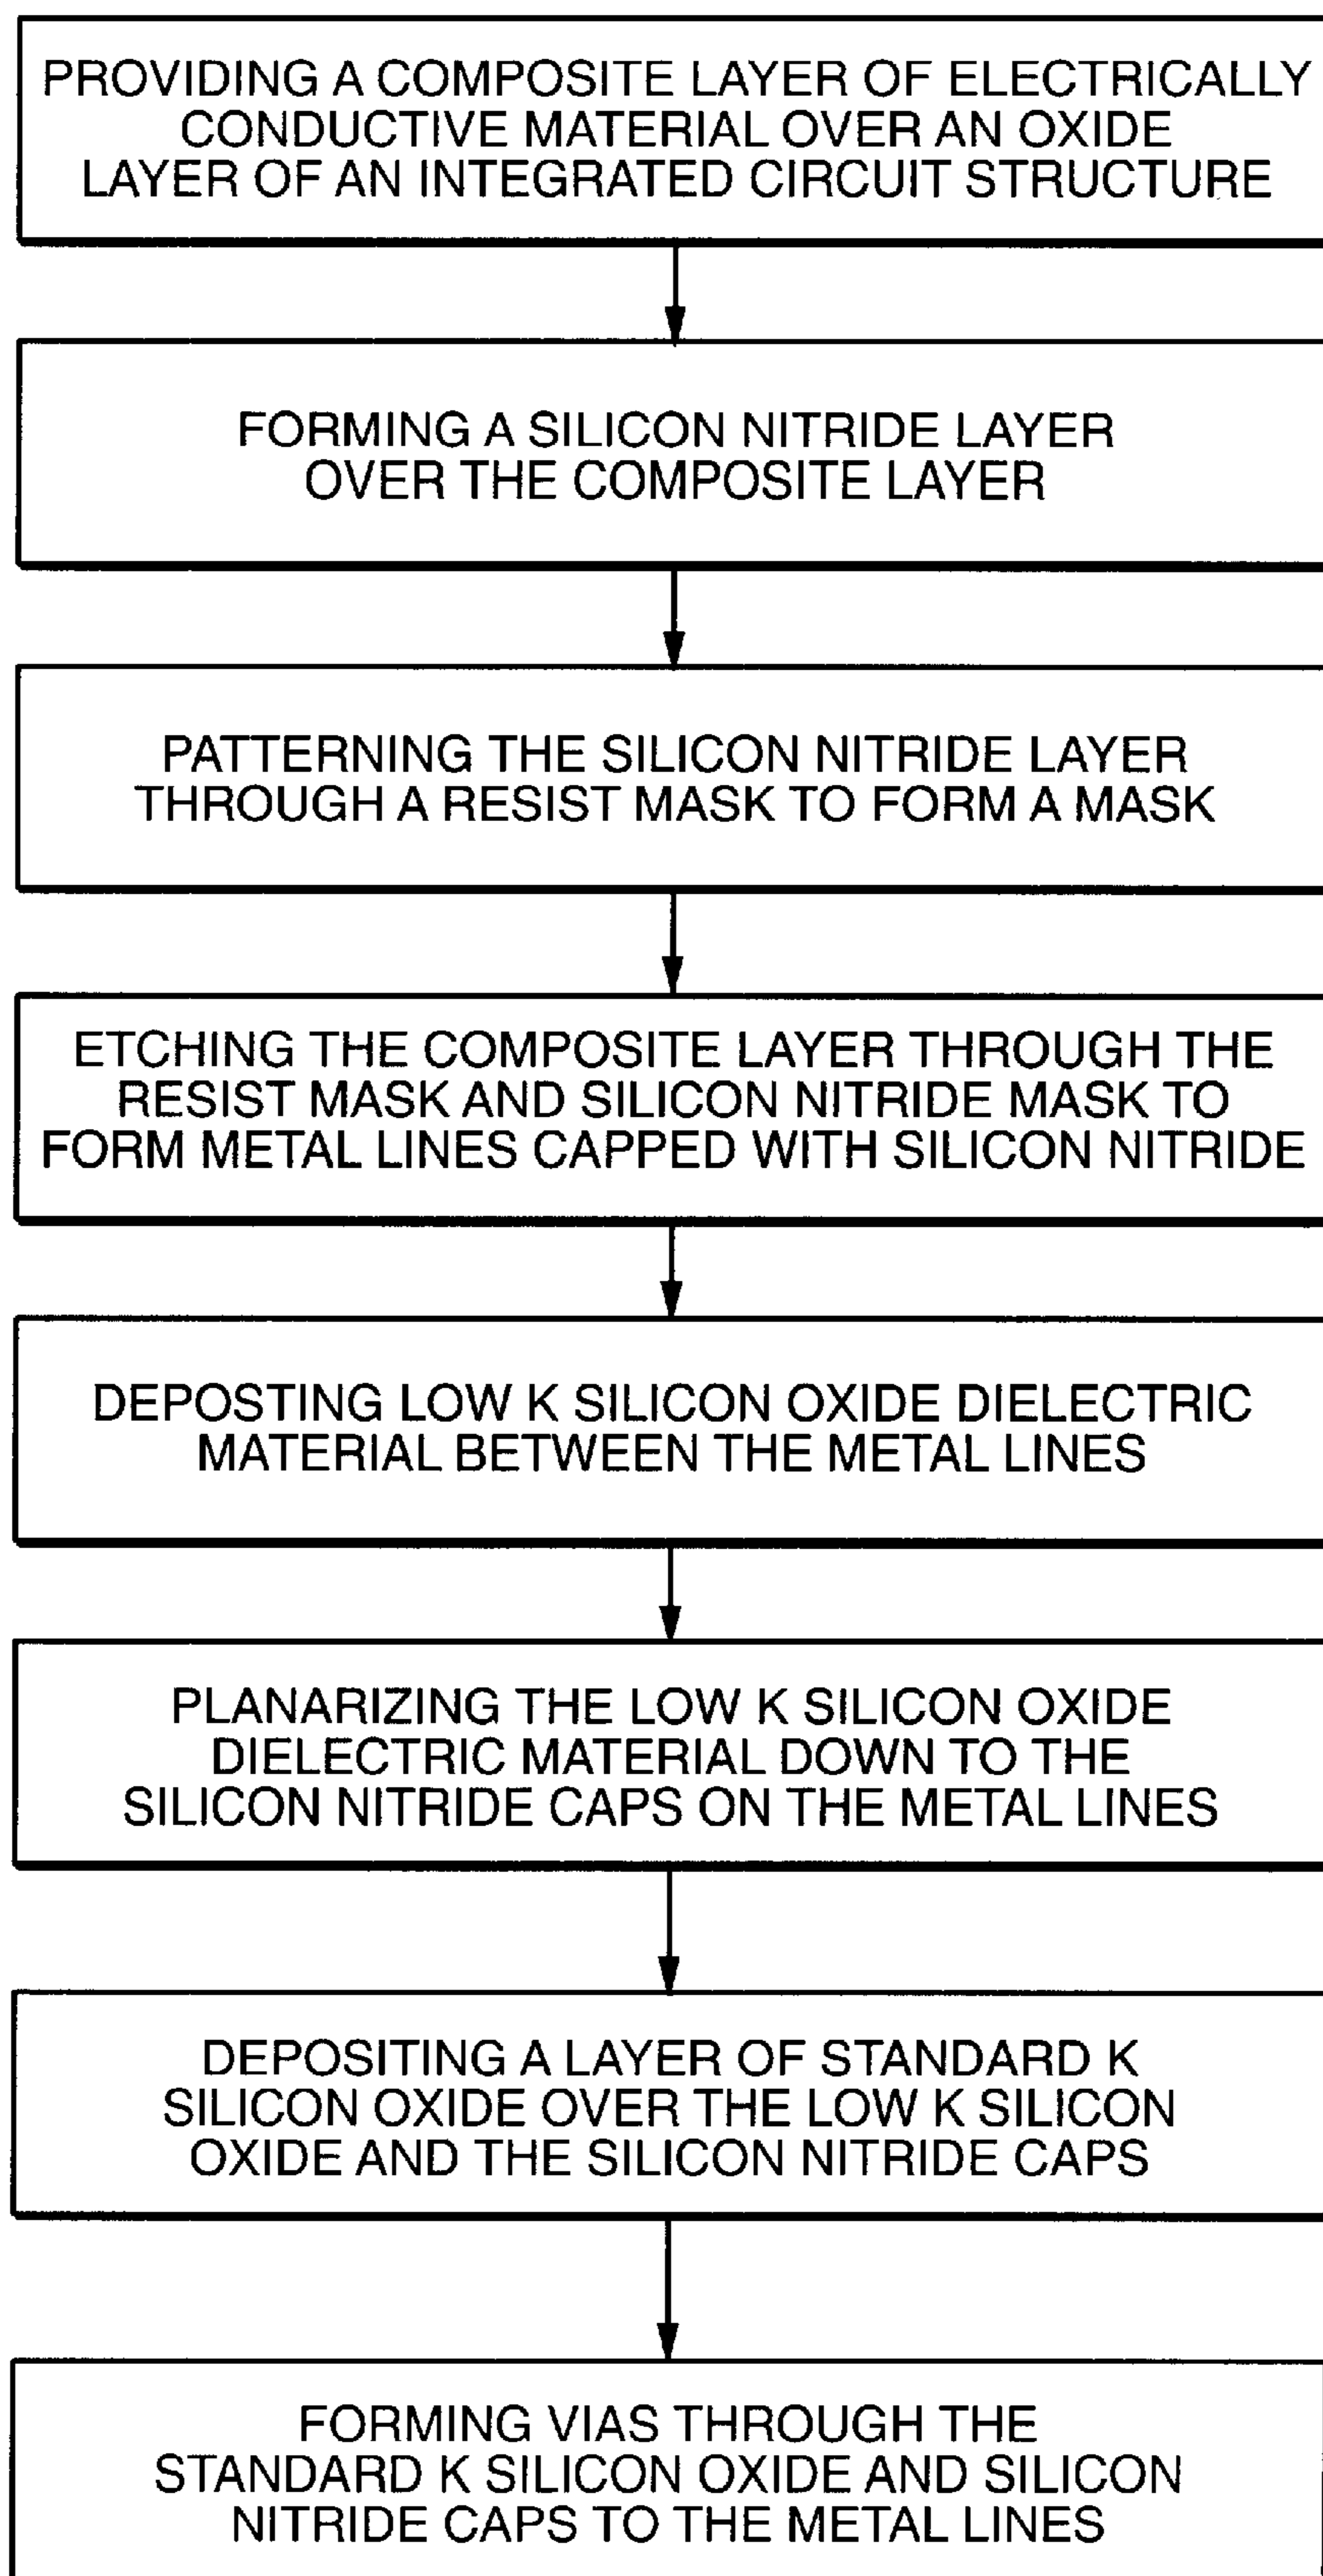 PROVIDING A COMPOSITE LAYER OF ELECTRICALLY
CONDUCTIVE MATERIAL OVER AN OXIDE
LAYER OF AN INTEGRATED CIRCUIT STRUCTURE
FORMING A SILICON NITRIDE LAYER
OVER THE COMPOSITE LAYER
PATTERNING THE SILICON NITRIDE LAYER
THROUGH A RESIST MASK TO FORM A MASK
ETCHING THE COMPOSITE LAYER THROUGH THE
RESIST MASK AND SILICON NITRIDE MASK TO
FORM METAL LINES CAPPED WITH SILICON NITRIDE
DEPOSTING LOW K SILICON OXIDE DIELECTRIC
MATERIAL BETWEEN THE METAL LINES
PLANARIZING THE LOW K SILICON OXIDE
DIELECTRIC MATERIAL DOWN TO THE
SILICON NITRIDE CAPS ON THE METAL LINES
DEPOSITING A LAYER OF STANDARD K
SILICON OXIDE OVER THE LOW K SILICON
OXIDE AND THE SILICON NITRIDE CAPS
FORMING VIAS THROUGH THE
STANDARD K SILICON OXIDE AND SILICON
NITRIDE CAPS TO THE METAL LINES